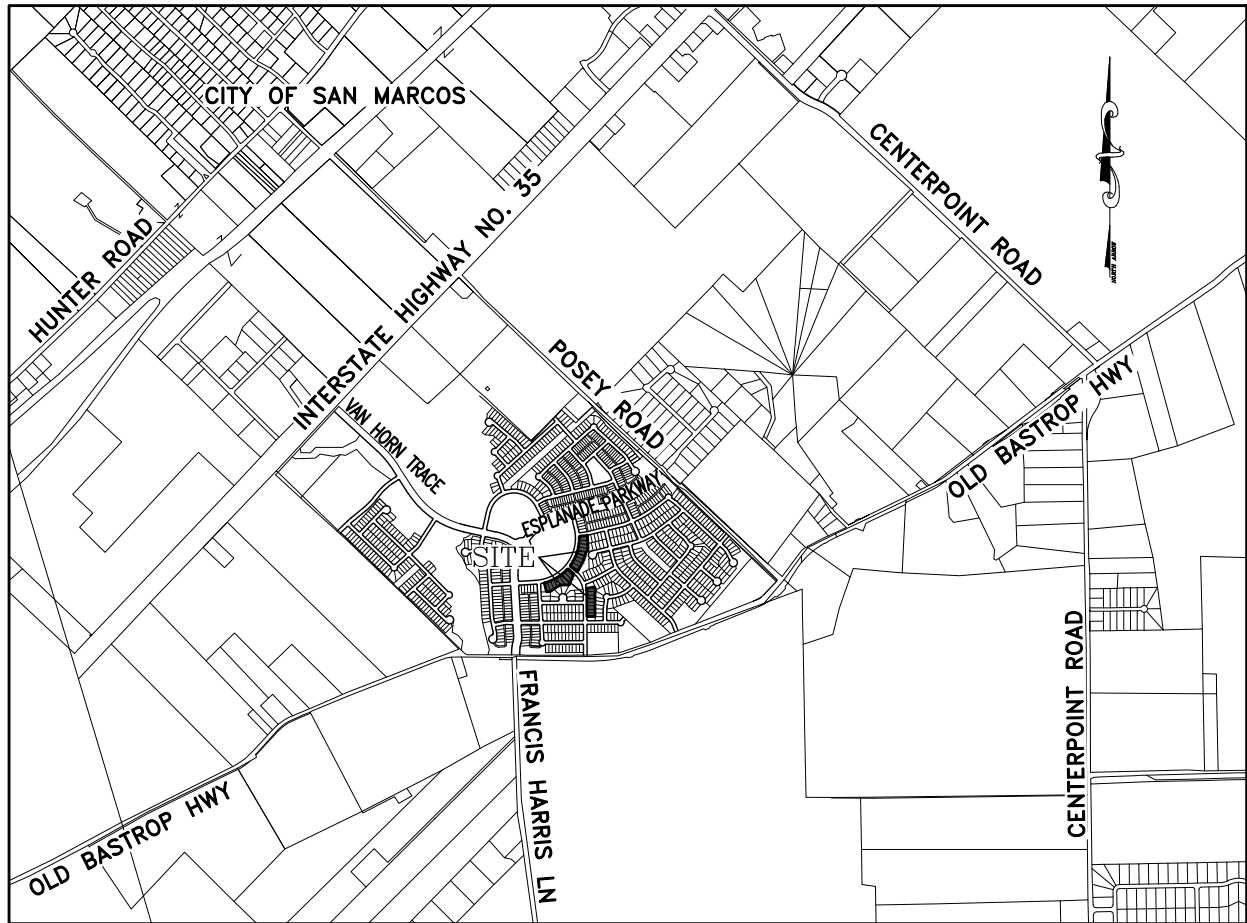 CITY OF SAN MARCOS
CENTERPOINT ROAD
HUNTER ROAD
INTERSTATE HIGHWAY NO. 35
POSEY ROAD
VAN HORN TRACE
OLD BASTROP HWY
ESPLANADE PARKWAY
SITE
FRANCIS HARRIS LN
CENTERPOINT ROAD
OLD BASTROP HWY